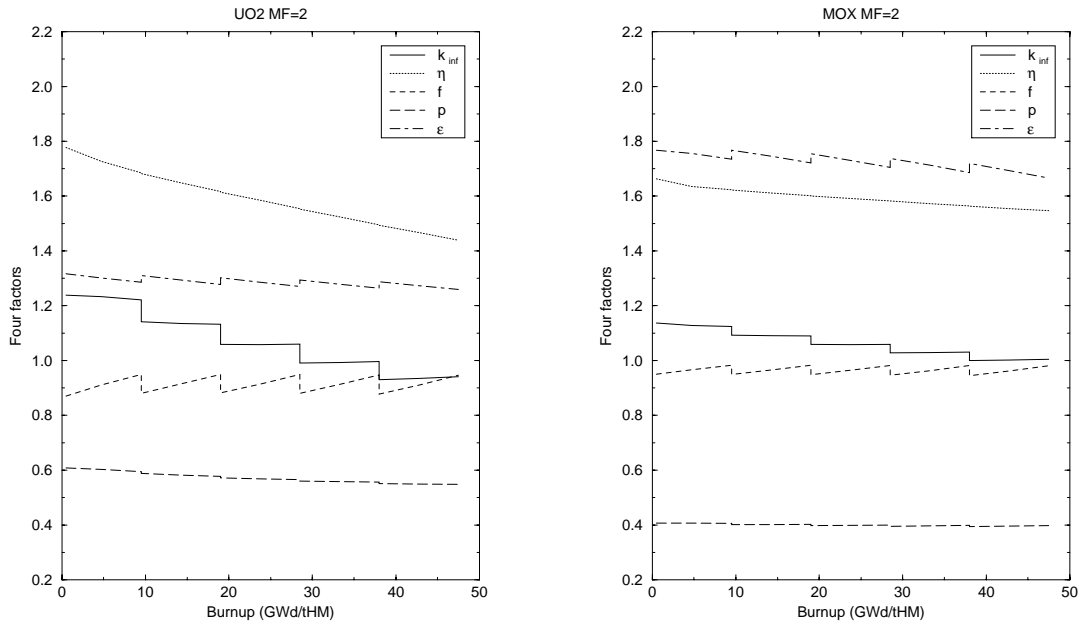 UO2 MF=2
2.2
2.0
1.8
1.6
1.4
1.2
1.0
0.8
0.6
0.4
0.2
Four factors
0
10
20
30
40
50
Burnup (GWd/tHM)
k inf
η
f
p
ε
MOX MF=2
2.2
2.0
1.8
1.6
1.4
1.2
1.0
0.8
0.6
0.4
0.2
Four factors
0
10
20
30
40
50
Burnup (GWd/tHM)
k inf
η
f
p
ε